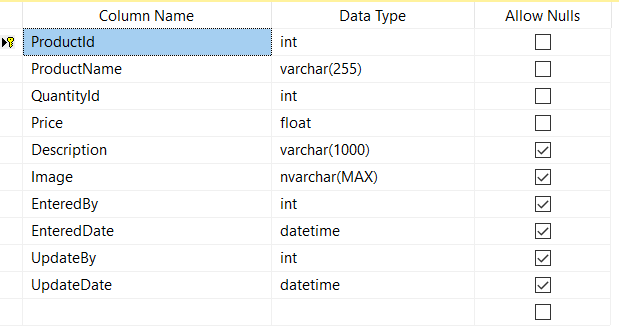 Column Name Data Type Allow Nulls
ProductId int
ProductName varchar(255)
QuantityId int
Price float
Description varchar(1000)
Image nvarchar(MAX)
EnteredBy int
EnteredDate datetime
UpdateBy int
UpdateDate datetime